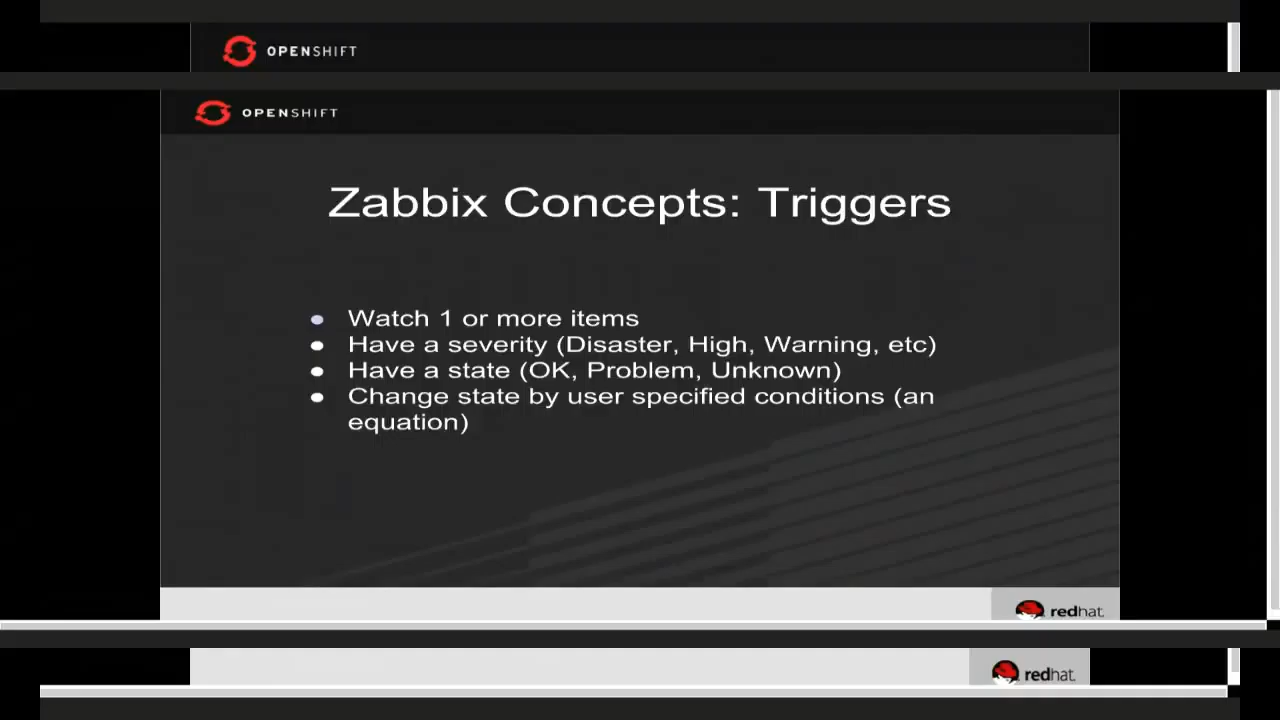 OPENSHIFT
OPENSHIFT
Zabbix Concepts: Triggers
Watch 1 or more items
Have a severity (Disaster, High, Warning, etc)
Have a state (OK, Problem, Unknown)
Change state by user specified conditions (an
equation)
redhat.
redhat.